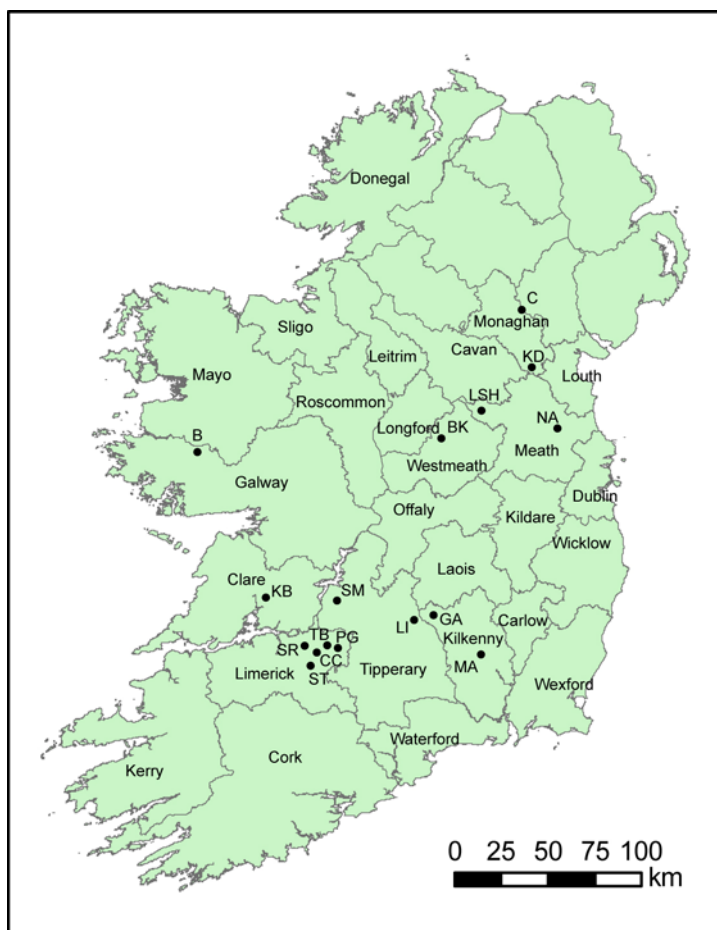 Donegal
C
Monaghan
Sligo
Cavan
Leitrim
KD
Louth
Mayo
LSH
Roscommon
NA
Longford
BK
B
Meath
Westmeath
Galway
Dublin
Offaly
Kildare
Wicklow
Laois
Clare
KB
SM
GA
Carlow
LI
Kilkenny
TB
PG
SR
CC
MA
Limerick
ST
Tipperary
Wexford
Waterford
Cork
Kerry
0 25 50 75 100
km